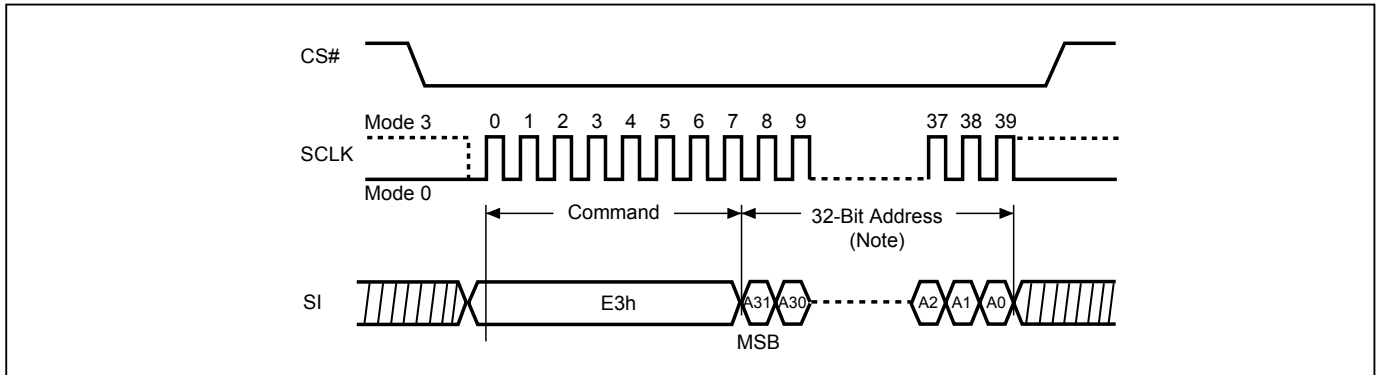 CS#
Mode 3
0 1 2 3 4 5 6 7 8 9 37 38 39
SCLK
Mode 0
Command
32-Bit Address
(Note)
SI
E3h
A31 A30 A2 A1 A0
MSB